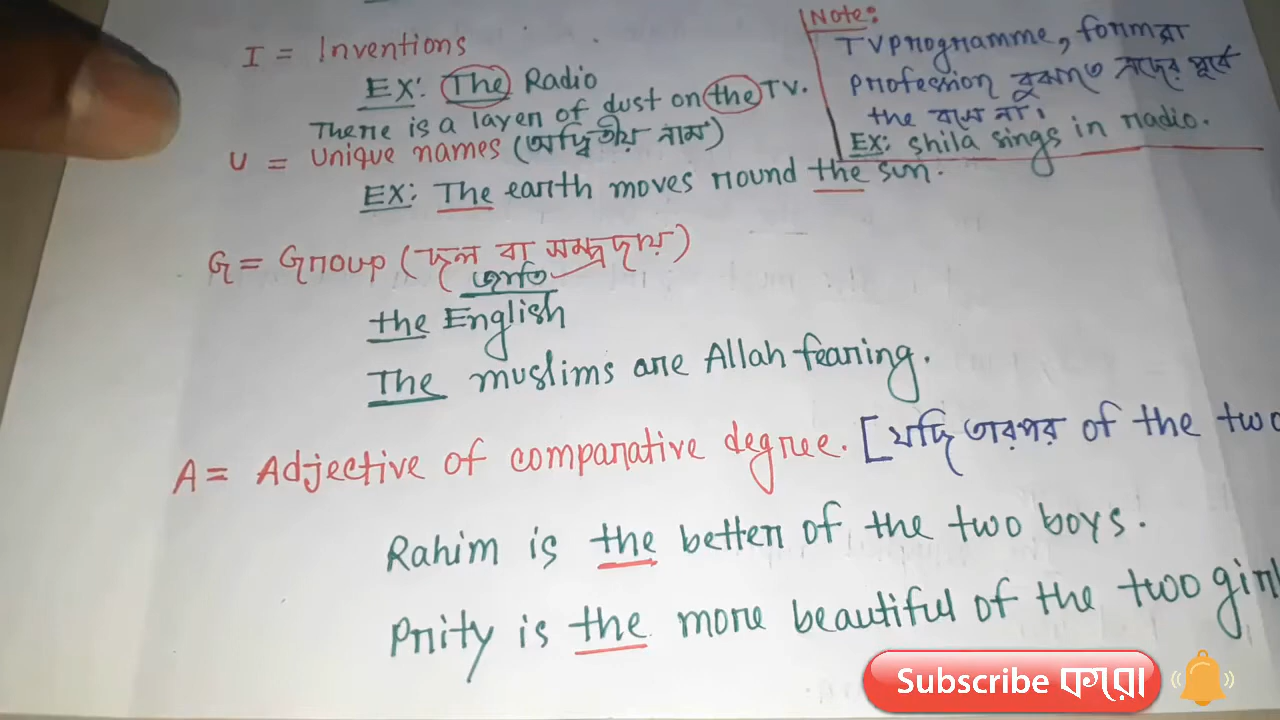 I = Inventions
EX: The Radio
There is a layer of dust on the TV.
U = Unique names (অদ্বিতীয় নাম)
EX: The earth moves round the sun.
Note:
TV programme, forমরা
profession বুঝাতে এদের পূর্বে
the বসে না।
EX: Shila sings in radio.
G = Group (দল বা সম্প্রদায়)
জাতি
the English
The muslims are Allah fearing.
A = Adjective of comparative degree. [যদি তারপর of the two
Rahim is the better of the two boys.
Prity is the more beautiful of the two girl
Subscribe করো